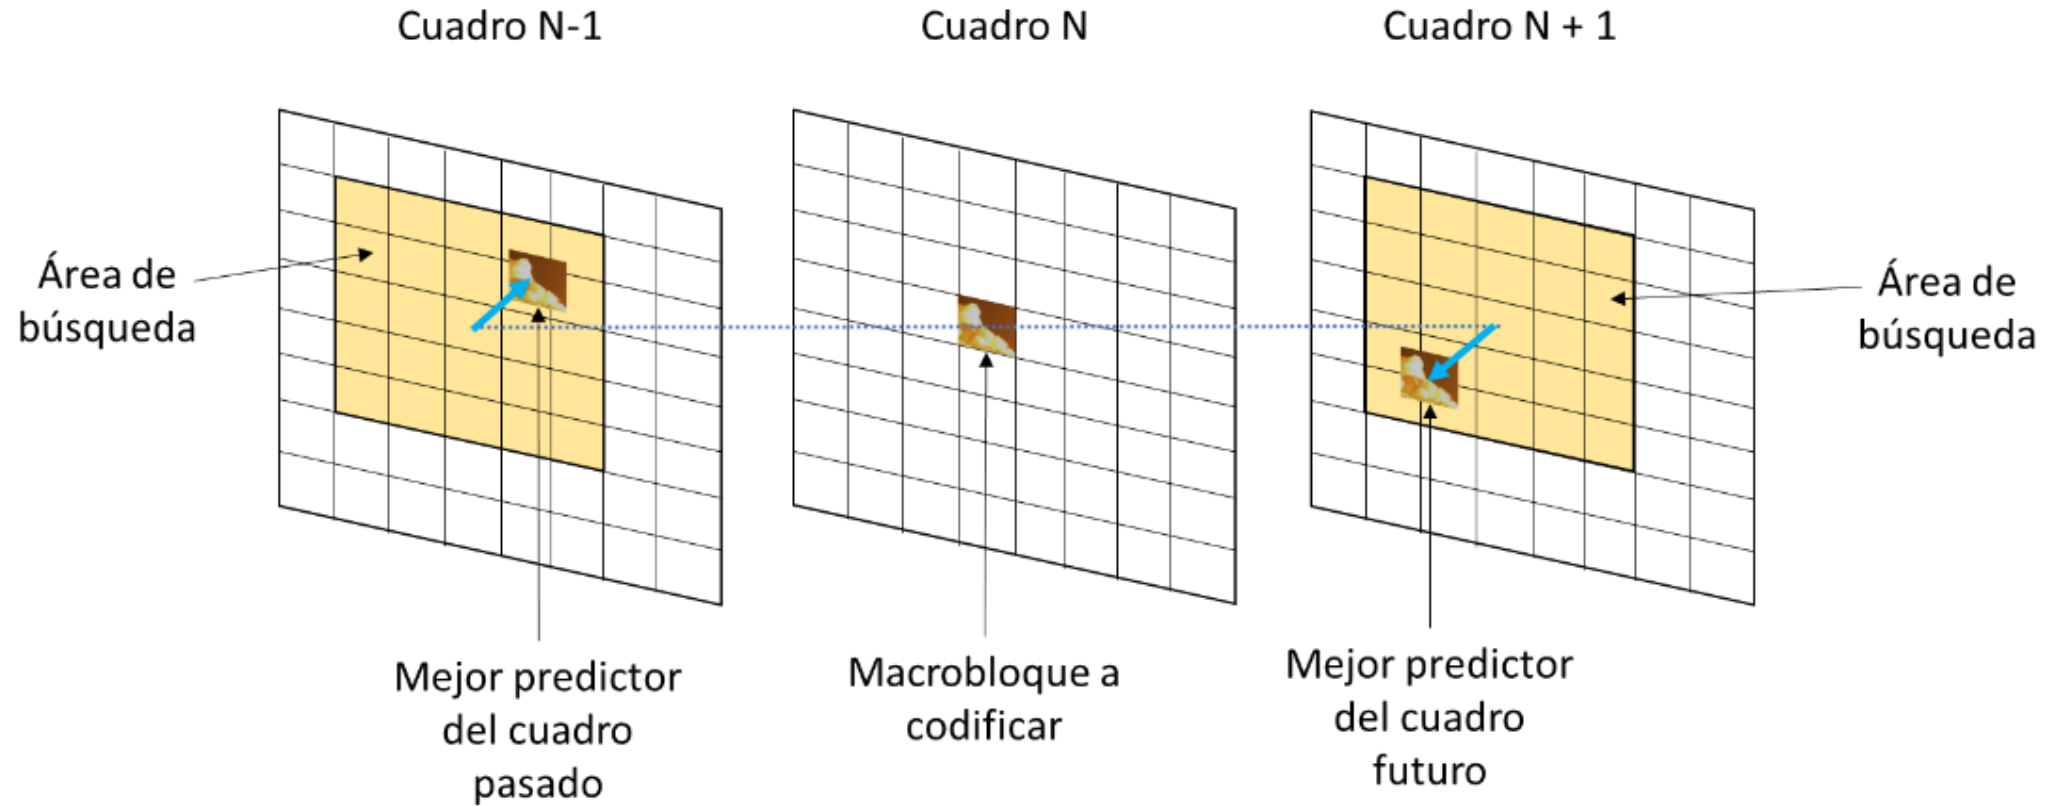 Cuadro N-1
Cuadro N
Cuadro N + 1
Área de
búsqueda
Área de
búsqueda
Mejor predictor
del cuadro
pasado
Macrobloque a
codificar
Mejor predictor
del cuadro
futuro